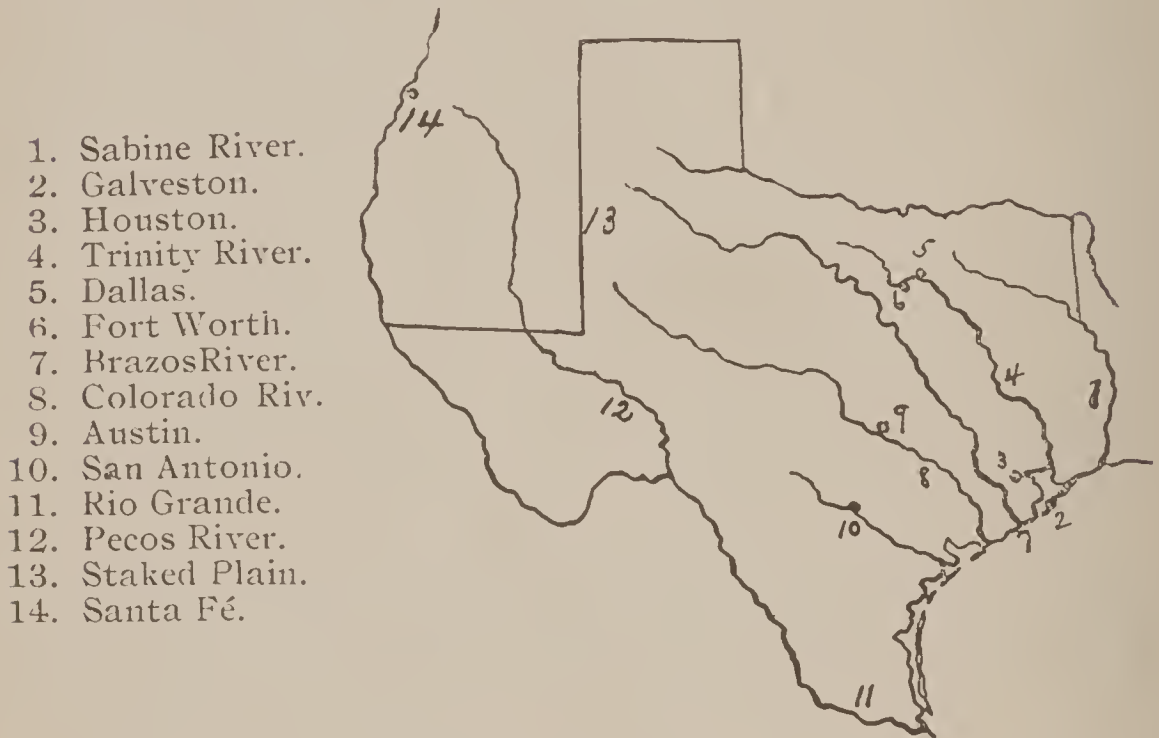 1. Sabine River.
2. Galveston.
3. Houston.
4. Trinity River.
5. Dallas.
6. Fort Worth.
7. BrazosRiver.
8. Colorado Riv.
9. Austin.
10. San Antonio.
11. Rio Grande.
12. Pecos River.
13. Staked Plain.
14. Santa Fé.
14
13
5
6
4
1
12
9
3
8
2
10
7
11